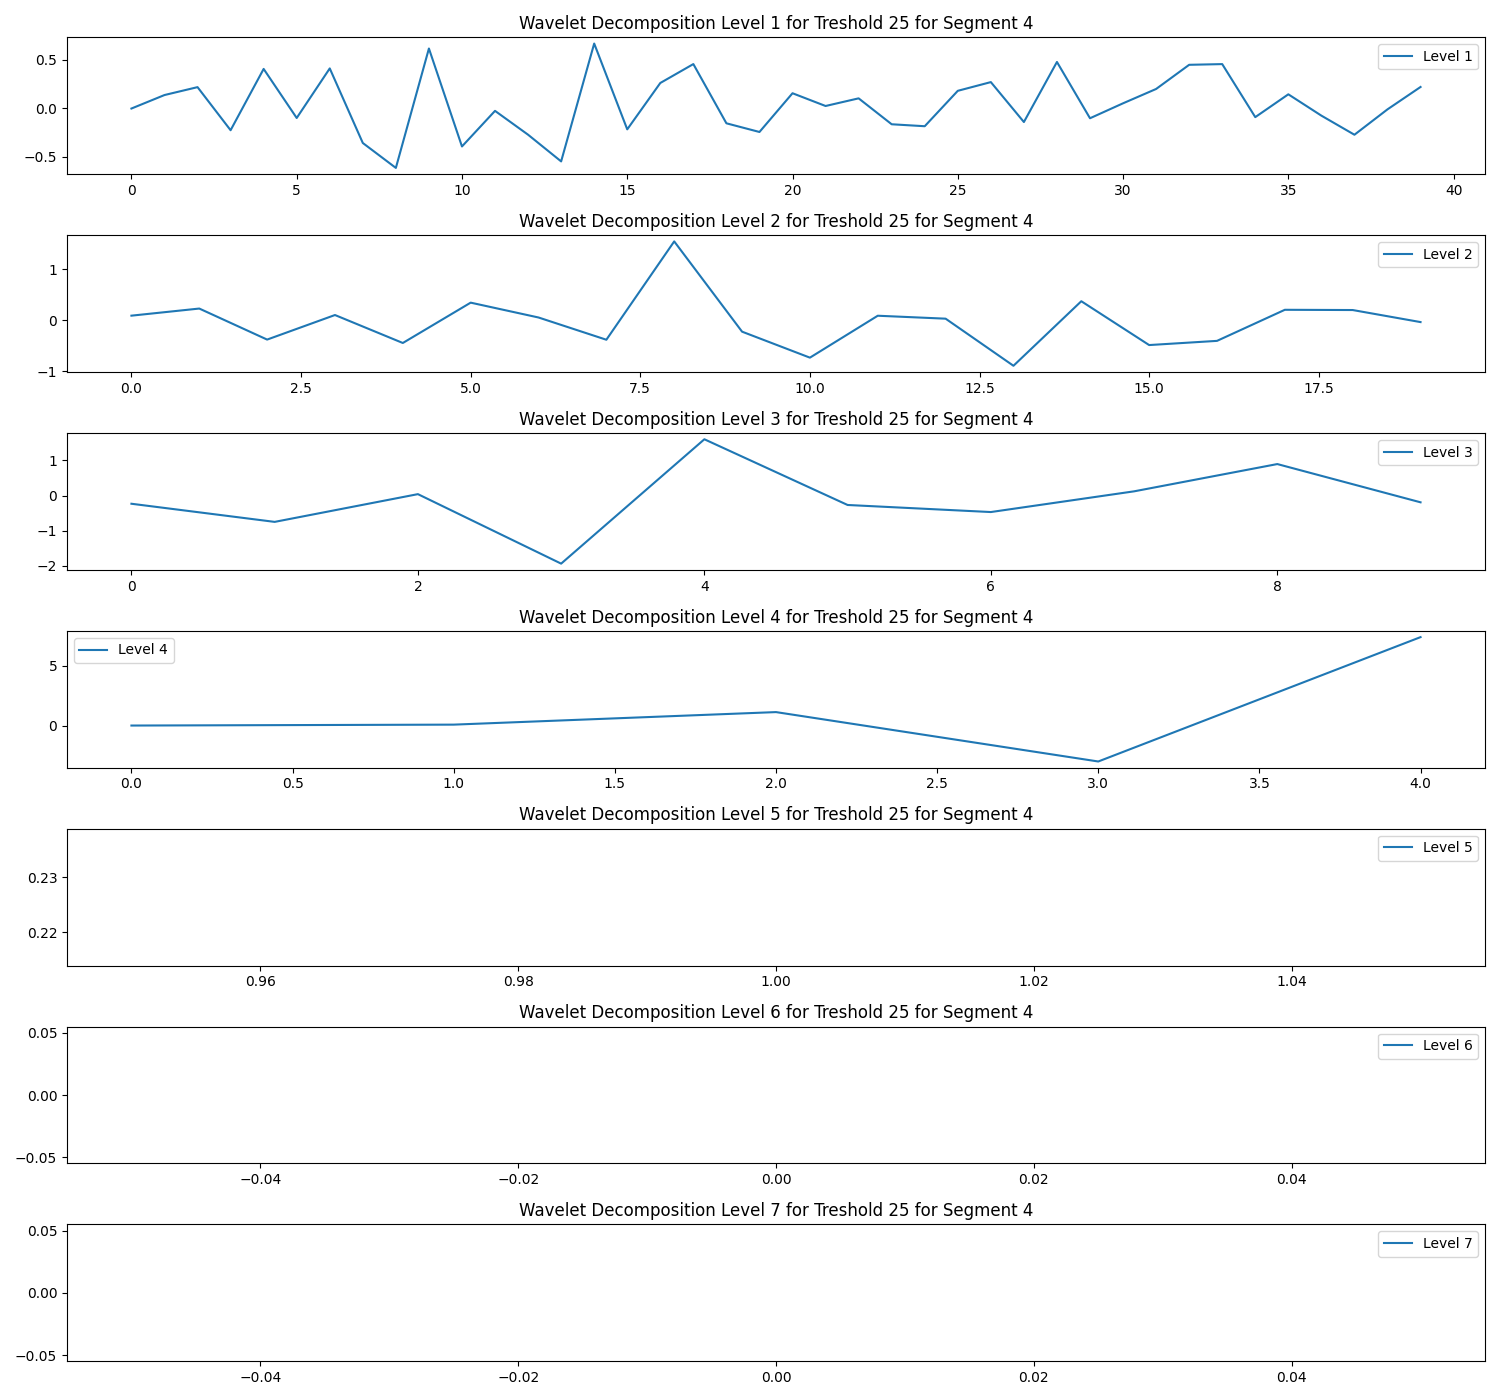 Wavelet Decomposition Level 1 for Treshold 25 for Segment 4
Level 1
0.5
0.0
−0.5
0 5 10 15 20 25 30 35 40
Wavelet Decomposition Level 2 for Treshold 25 for Segment 4
Level 2
1
0
−1
0.0 2.5 5.0 7.5 10.0 12.5 15.0 17.5
Wavelet Decomposition Level 3 for Treshold 25 for Segment 4
Level 3
1
0
−1
−2
0 2 4 6 8
Wavelet Decomposition Level 4 for Treshold 25 for Segment 4
Level 4
5
0
0.0 0.5 1.0 1.5 2.0 2.5 3.0 3.5 4.0
Wavelet Decomposition Level 5 for Treshold 25 for Segment 4
Level 5
0.23
0.22
0.96 0.98 1.00 1.02 1.04
Wavelet Decomposition Level 6 for Treshold 25 for Segment 4
0.05
Level 6
0.00
−0.05
−0.04 −0.02 0.00 0.02 0.04
Wavelet Decomposition Level 7 for Treshold 25 for Segment 4
0.05
Level 7
0.00
−0.05
−0.04 −0.02 0.00 0.02 0.04